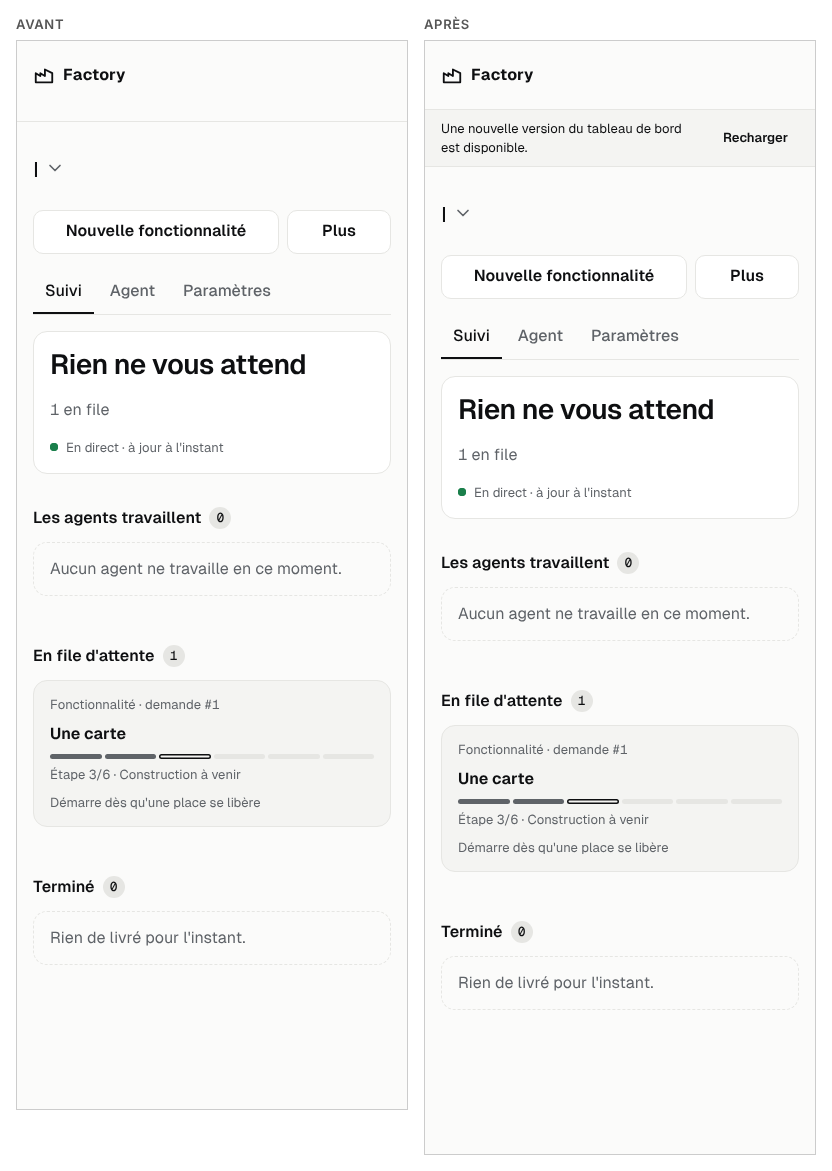 AVANT
Factory
Nouvelle fonctionnalité
Plus
Suivi
Agent
Paramètres
Rien ne vous attend
1 en file
En direct · à jour à l'instant
Les agents travaillent 0
Aucun agent ne travaille en ce moment.
En file d'attente 1
Fonctionnalité · demande #1
Une carte
Étape 3/6 · Construction à venir
Démarre dès qu'une place se libère
Terminé 0
Rien de livré pour l'instant.
APRÈS
Factory
Une nouvelle version du tableau de bord
est disponible.
Recharger
Nouvelle fonctionnalité
Plus
Suivi
Agent
Paramètres
Rien ne vous attend
1 en file
En direct · à jour à l'instant
Les agents travaillent 0
Aucun agent ne travaille en ce moment.
En file d'attente 1
Fonctionnalité · demande #1
Une carte
Étape 3/6 · Construction à venir
Démarre dès qu'une place se libère
Terminé 0
Rien de livré pour l'instant.